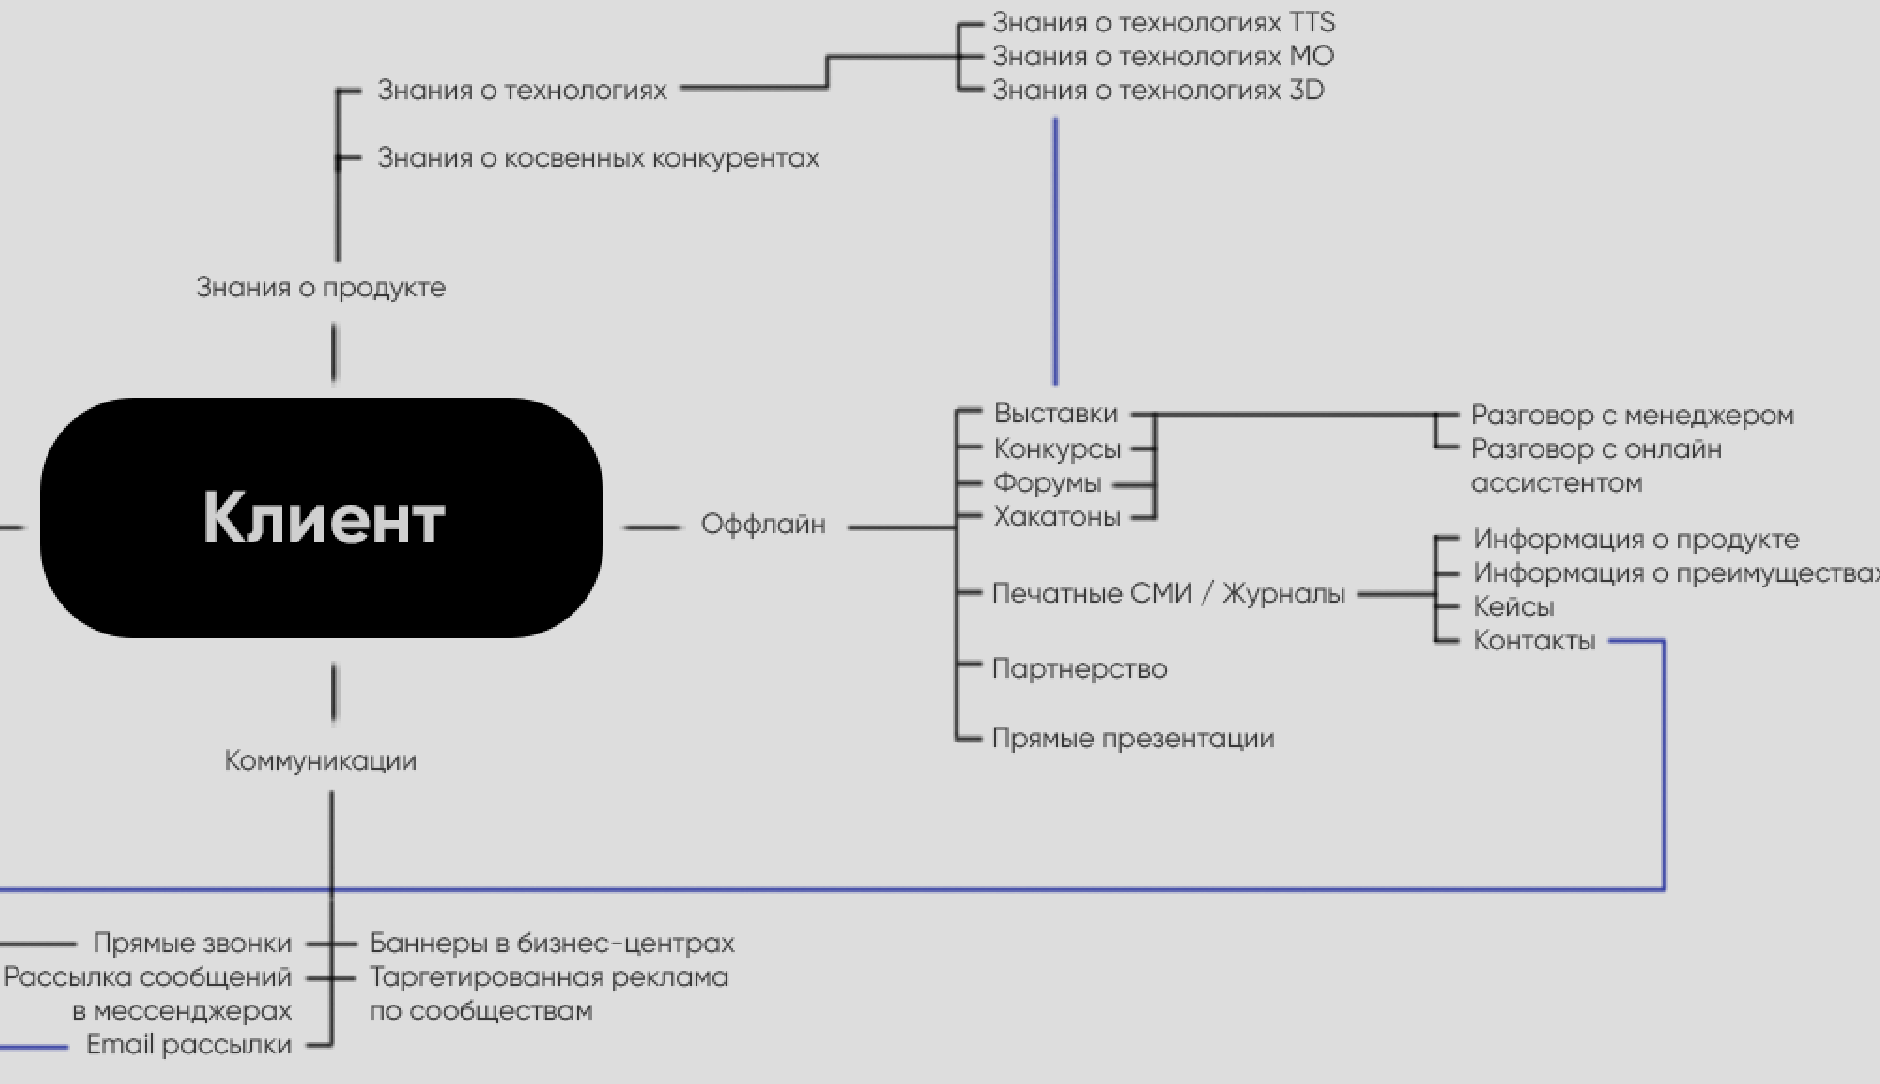 Знания о технологиях TTS
Знания о технологиях МО
Знания о технологиях 3D
Знания о технологиях
Знания о косвенных конкурентах
Знания о продукте
Клиент
Оффлайн
Выставки
Конкурсы
Форумы
Хакатоны
Разговор с менеджером
Разговор с онлайн
ассистентом
Печатные СМИ / Журналы
Информация о продукте
Информация о преимуществах
Кейсы
Контакты
Партнерство
Прямые презентации
Коммуникации
Прямые звонки
Рассылка сообщений
в мессенджерах
Email рассылки
Баннеры в бизнес-центрах
Таргетированная реклама
по сообществам